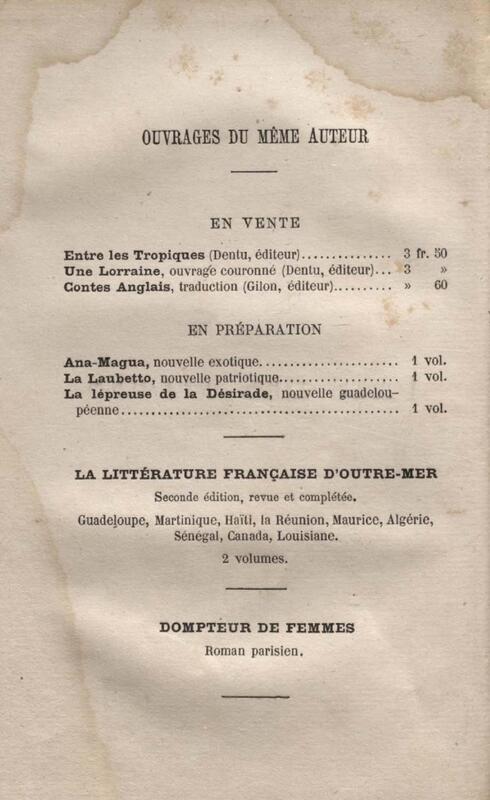 OUVRAGES DU MÊME AUTEUR
EN VENTE
Entre les Tropiques (Dentu, éditeur)............... 3 fr. 50
Une Lorraine, ouvrage couronné (Dentu, éditeur)... 3 »
Contes Anglais, traduction (Gilon, éditeur).......... » 60
EN PRÉPARATION
Ana-Magua, nouvelle exotique....................... 1 vol.
La Laubetto, nouvelle patriotique.................... 1 vol.
La lépreuse de la Désirade, nouvelle guadelou-
péenne............................................... 1 vol.
LA LITTÉRATURE FRANÇAISE D'OUTRE-MER
Seconde édition, revue et complétée.
Guadeloupe, Martinique, Haïti, la Réunion, Maurice, Algérie,
Sénégal, Canada, Louisiane.
2 volumes.
DOMPTEUR DE FEMMES
Roman parisien.